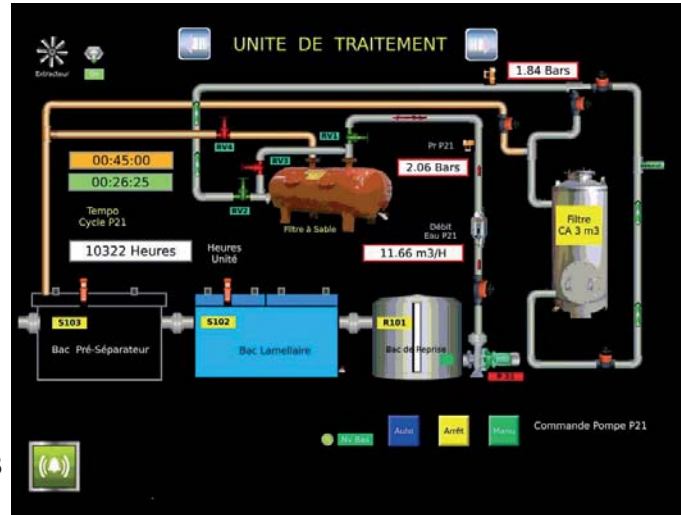 UNITE DE TRAITEMENT
Extracteur
On
1.84 Bars
RV4
RV1
RV3
RV2
Pr P21
2.06 Bars
00:45:00
00:26:25
Tempo
Cycle P21
Filtre à Sable
Débit
Eau P21
11.66 m3/H
Filtre
CA 3 m3
10322 Heures
Heures
Unité
S103
Bac Pré-Séparateur
S102
Bac Lamellaire
R101
Bac de Reprise
P 21
Nv Bas
Auto
Arrêt
Manu
Commande Pompe P21